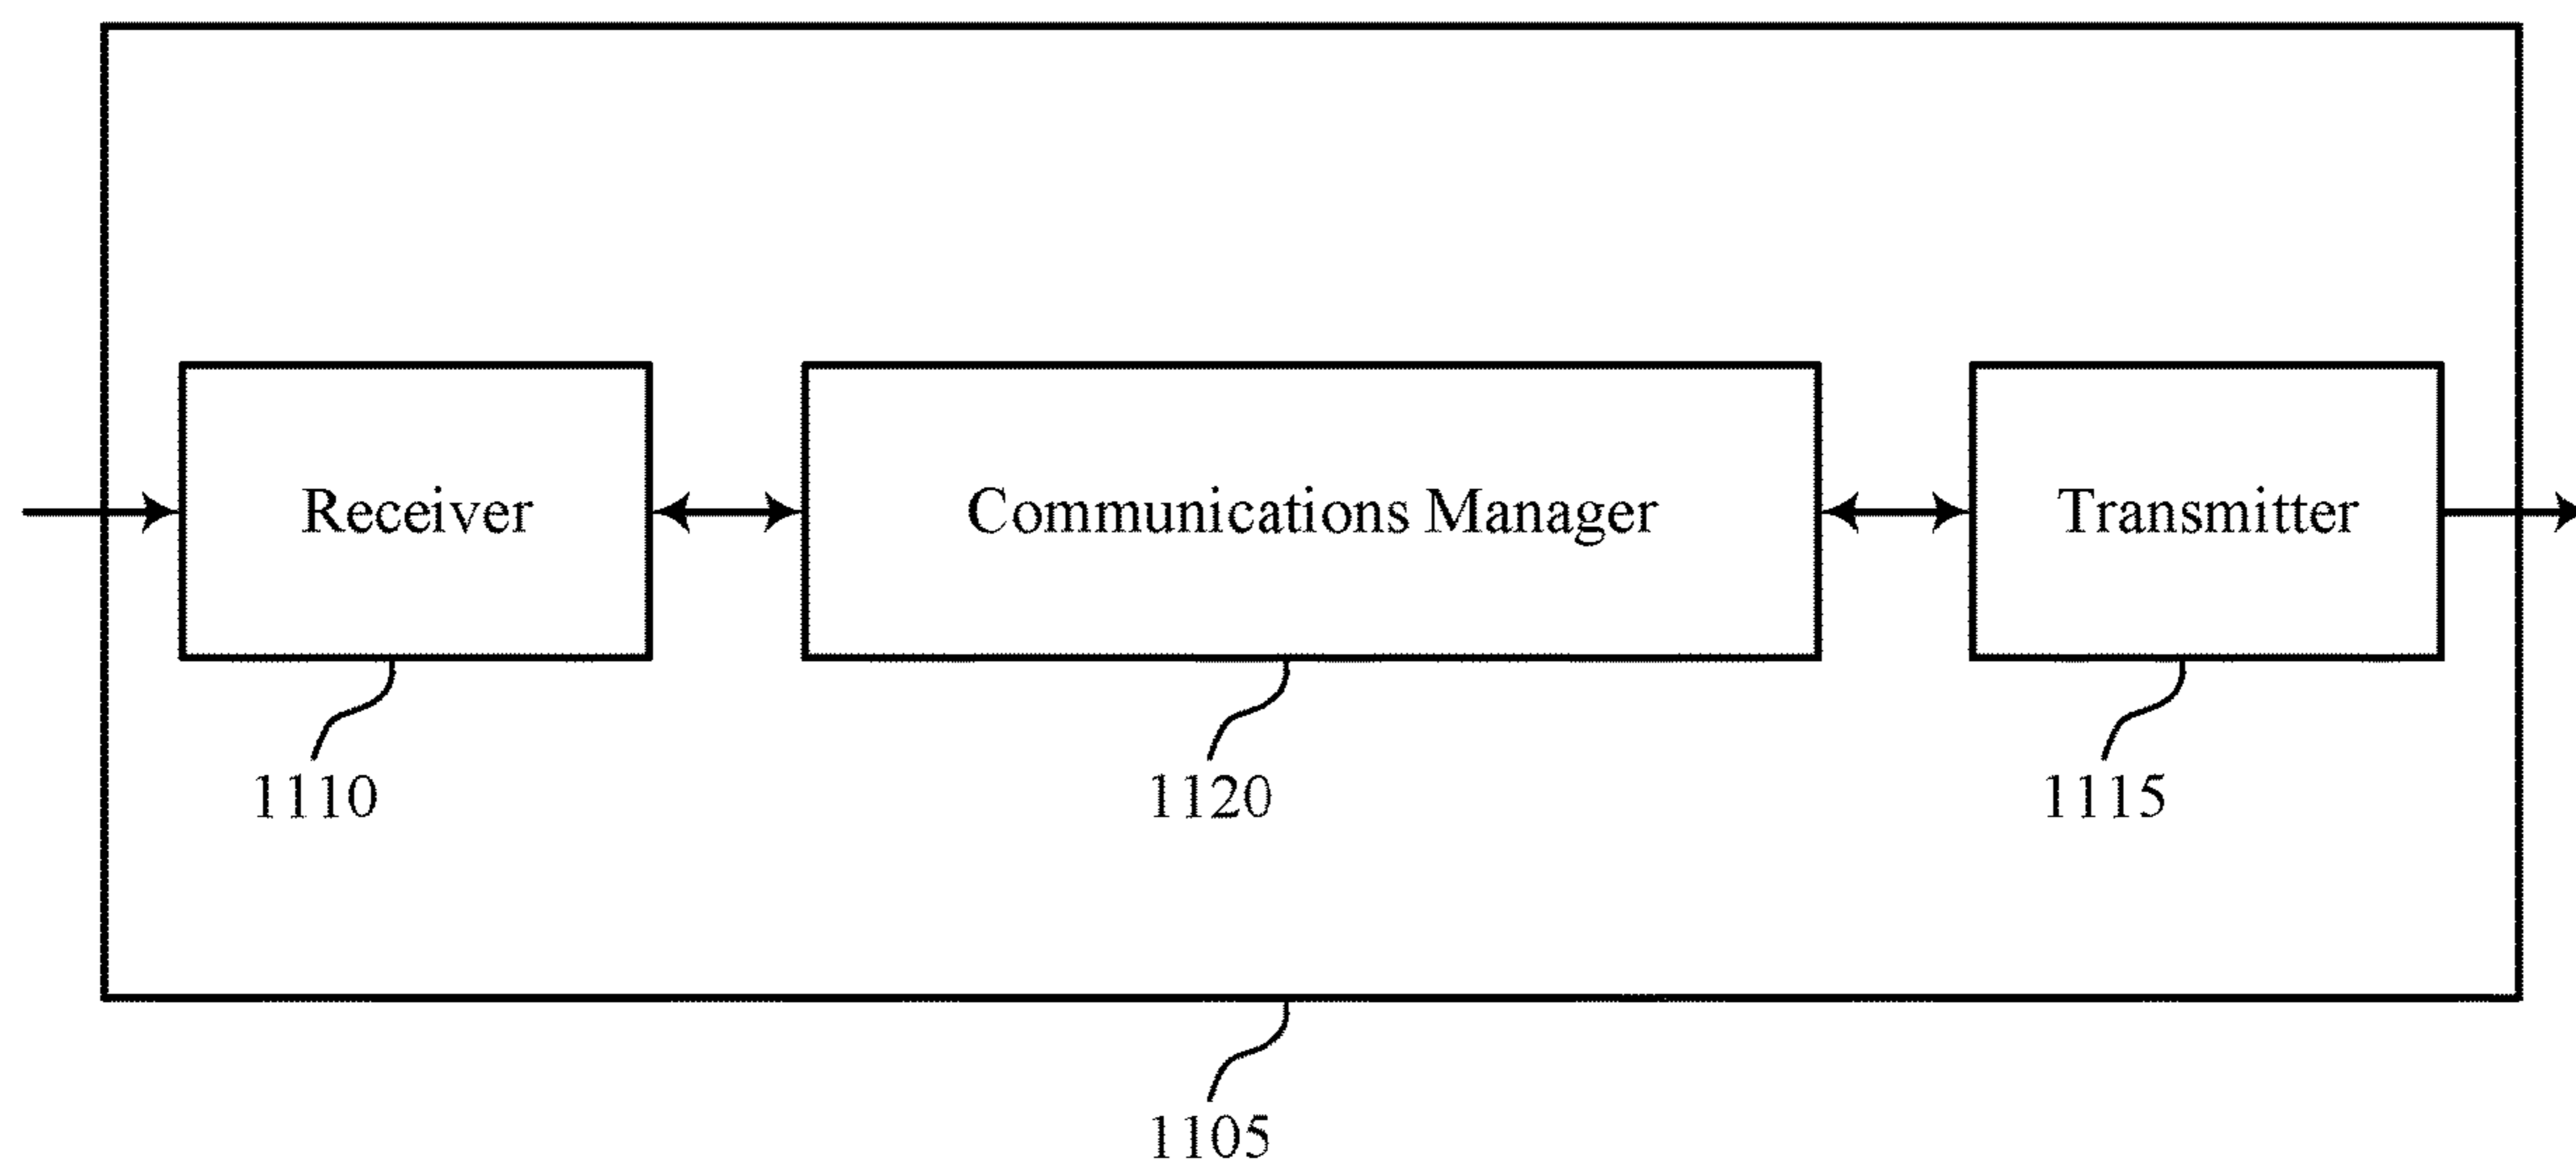 Receiver
Communications Manager
Transmitter
1110
1120
1115
1105